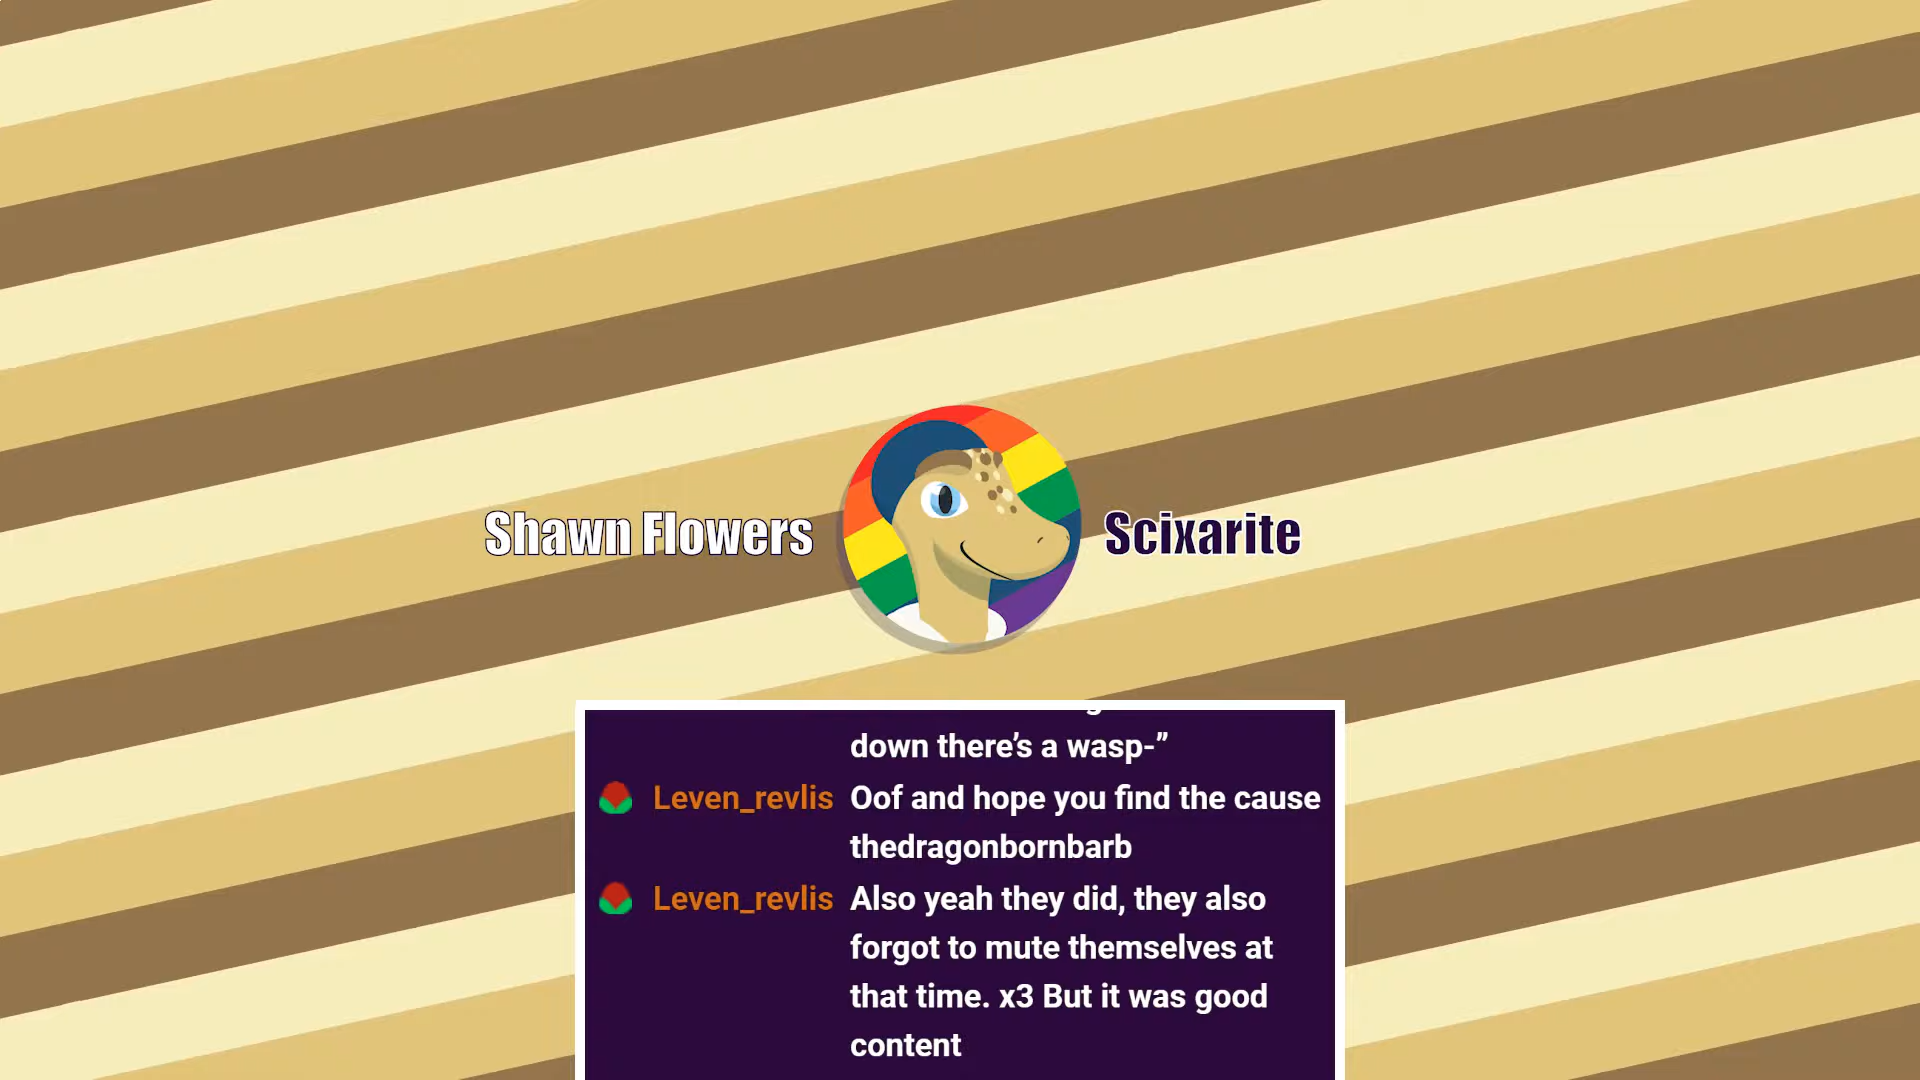 Shawn Flowers
Scixarite
down there’s a wasp-”
Leven_revlis Oof and hope you find the cause
thedragonbornbarb
Leven_revlis Also yeah they did, they also
forgot to mute themselves at
that time. x3 But it was good
content